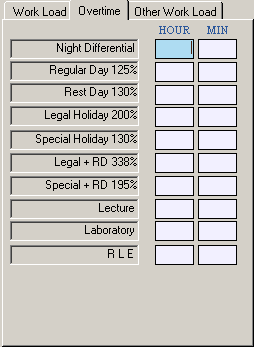 Work Load Overtime Other Work Load
HOUR MIN
Night Differential
Regular Day 125%
Rest Day 130%
Legal Holiday 200%
Special Holiday 130%
Legal + RD 338%
Special + RD 195%
Lecture
Laboratory
R L E